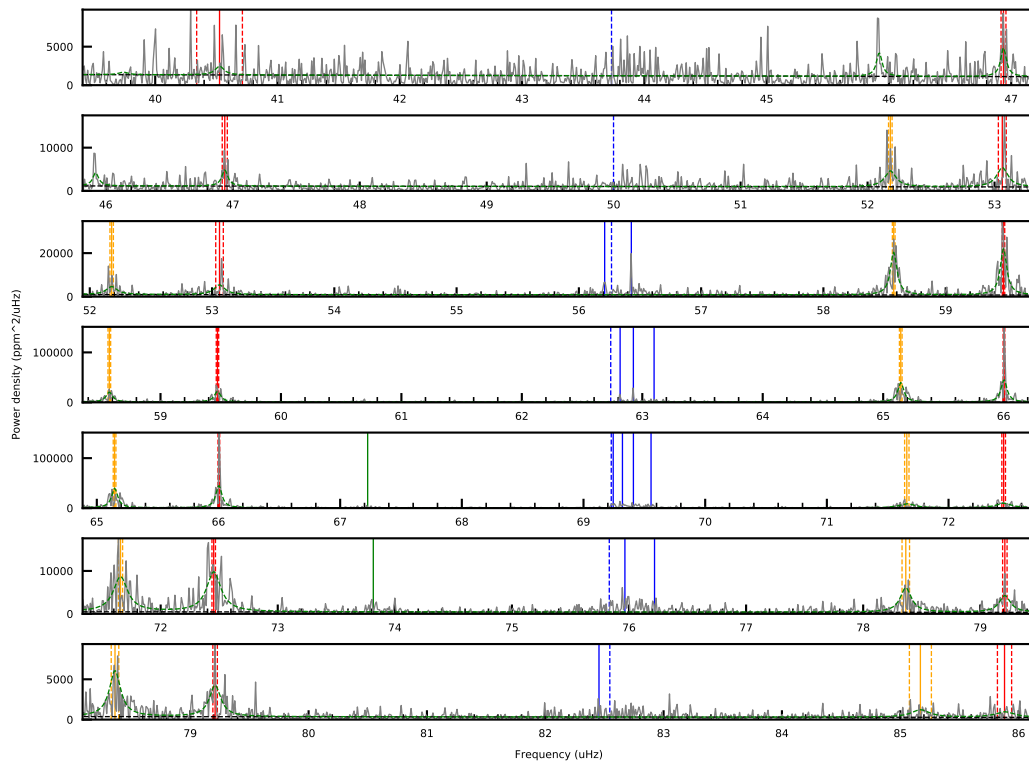 5000
0
40 41 42 43 44 45 46 47
10000
0
46 47 48 49 50 51 52 53
20000
0
52 53 54 55 56 57 58 59
Power density (ppm^2/uHz)
100000
0
59 60 61 62 63 64 65 66
100000
0
65 66 67 68 69 70 71 72
10000
0
72 73 74 75 76 77 78 79
5000
0
79 80 81 82 83 84 85 86
Frequency (uHz)